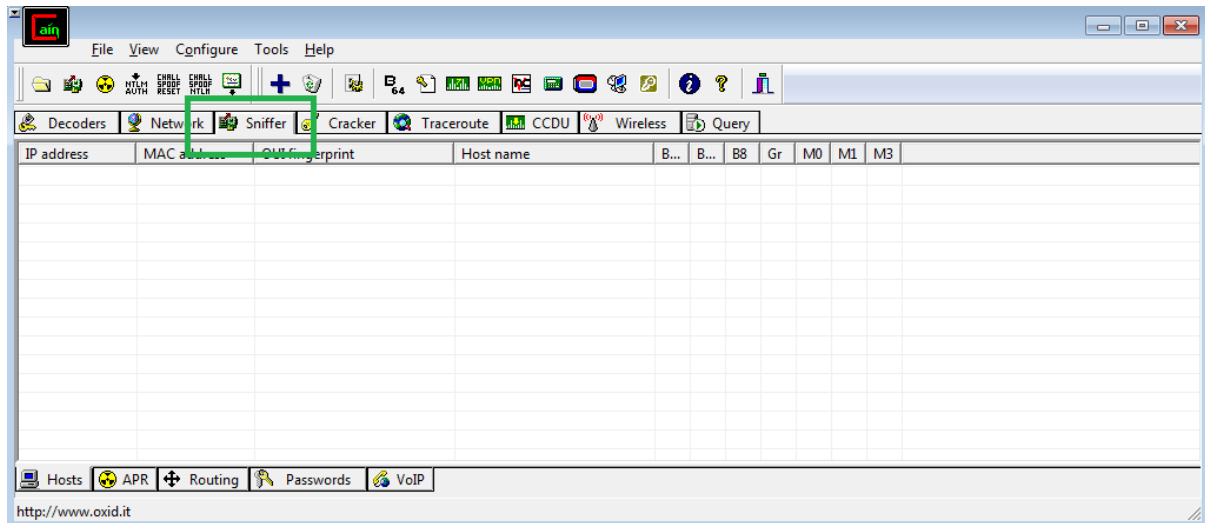 Cain
File View Configure Tools Help
NTLM AUTH CHALL SPOOF RESET CHALL SPOOF NTLM B64
Decoders Network Sniffer Cracker Traceroute CCDU Wireless Query
IP address MAC address OUI fingerprint Host name B... B... B8 Gr M0 M1 M3
Hosts APR Routing Passwords VoIP
http://www.oxid.it